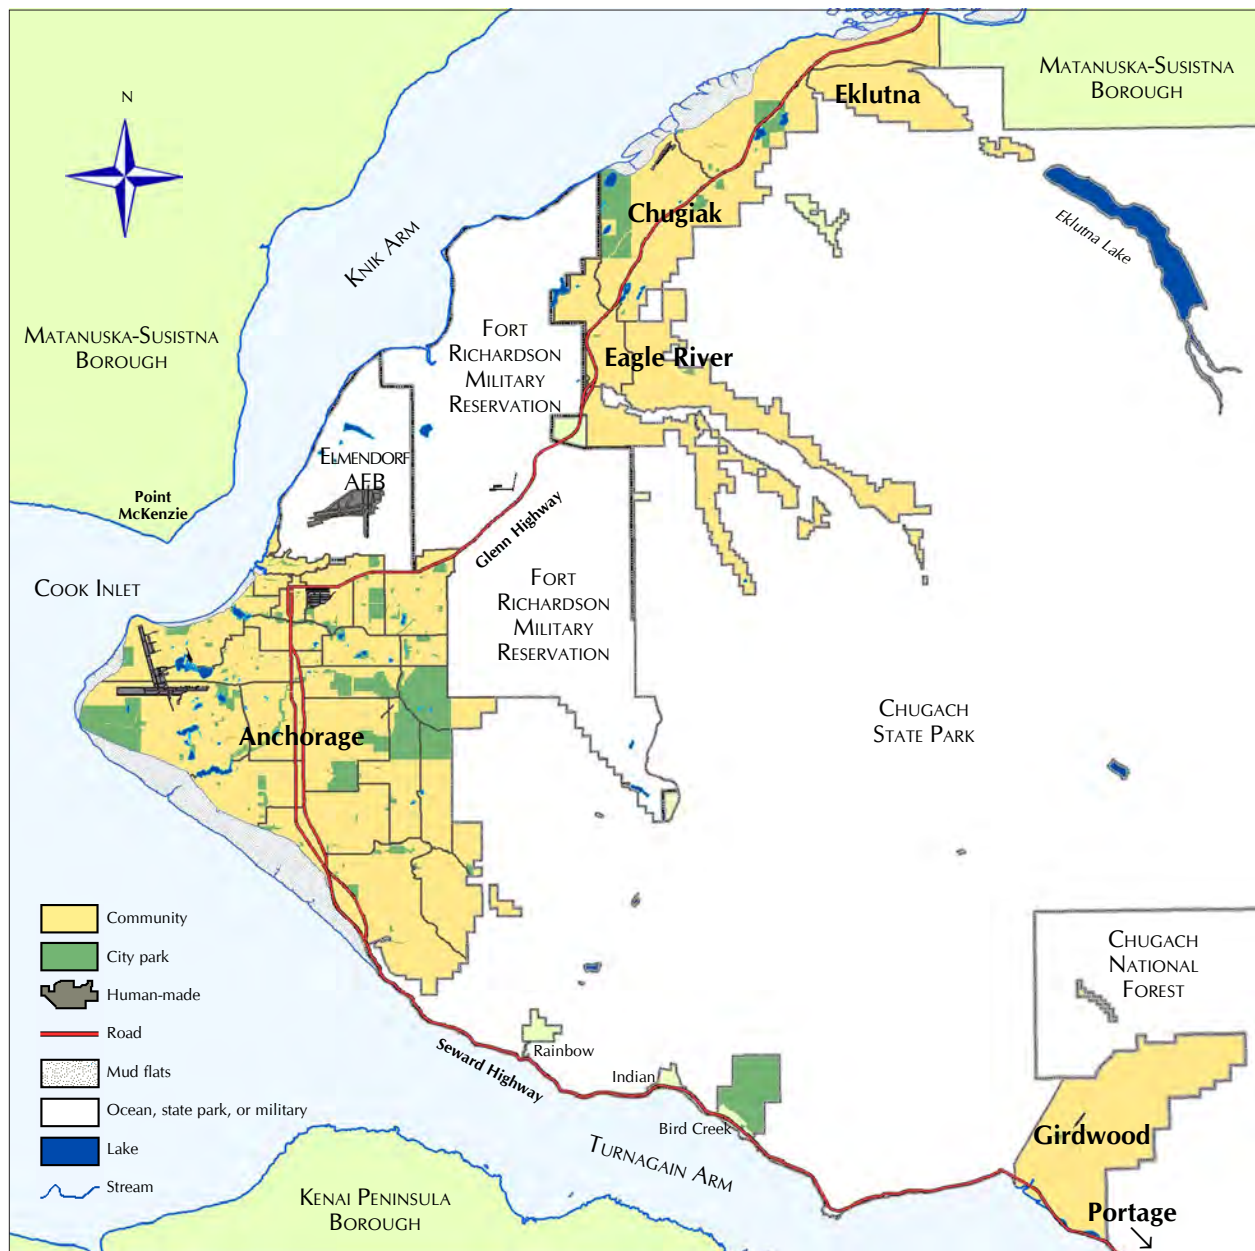 N
MATANUSKA-SUSISTNA
BOROUGH
EKLUTNA
Eklutna Lake
Chugiak
KNIK ARM
MATANUSKA-SUSISTNA
BOROUGH
FORT
RICHARDSON
MILITARY
RESERVATION
Eagle River
ELMENDORF
AFB
Point
McKenzie
Glenn Highway
COOK INLET
FORT
RICHARDSON
MILITARY
RESERVATION
CHUGACH
STATE PARK
Anchorage
Community
City park
Human-made
Road
Mud flats
Ocean, state park, or military
Lake
Stream
CHUGACH
NATIONAL
FOREST
Seward Highway
Rainbow
Indian
Bird Creek
TURNAGAIN ARM
Girdwood
KENAI PENINSULA
BOROUGH
Portage